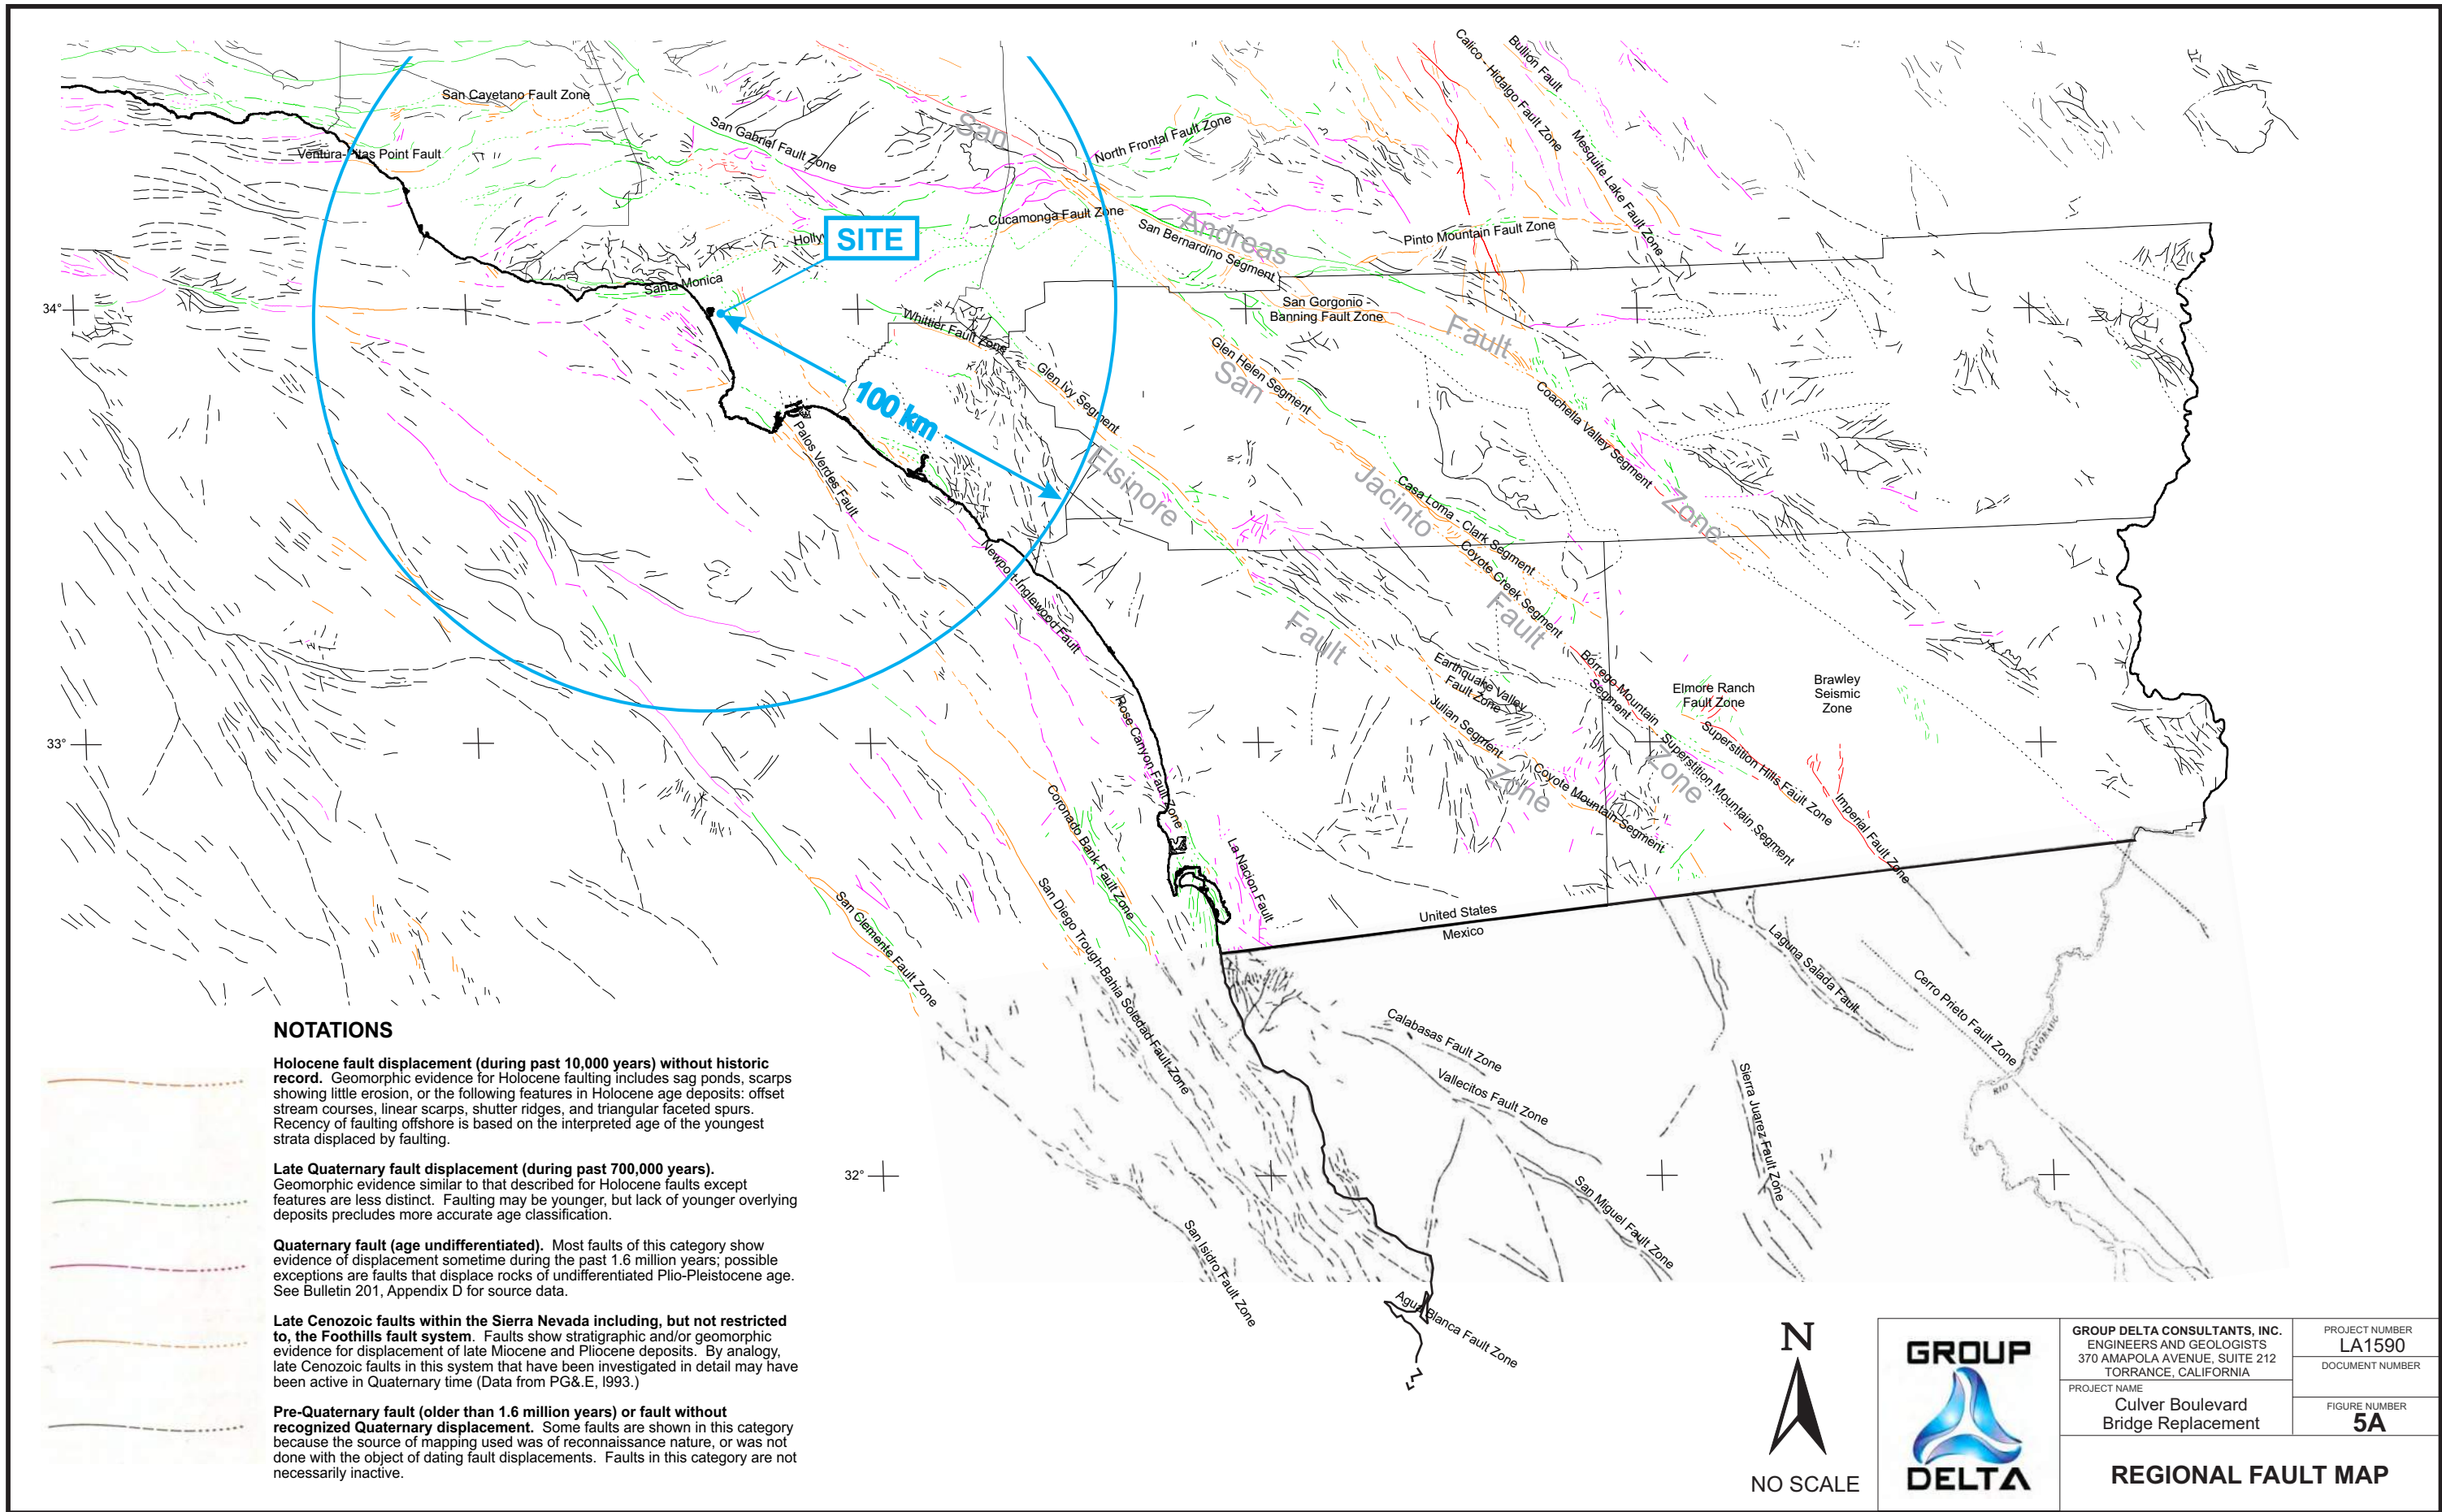 San Cayetano Fault Zone
Ventura-Pitas Point Fault
San Gabriel Fault Zone
San
North Frontal Fault Zone
Calico - Hidalgo Fault Zone
Bullion Fault
Mesquite Lake Fault Zone
Cucamonga Fault Zone
Andreas
San Bernardino Segment
Pinto Mountain Fault Zone
Holly
SITE
Santa Monica
34°
San Gorgonio -
Banning Fault Zone
Fault
Whittier Fault Zone
Glen Ivy Segment
Glen Helen Segment
San
100 km
Coachella Valley Segment
Palos Verdes Fault
Elsinore
Jacinto
Casa Loma - Clark Segment
Zone
Newport-Inglewood Fault
Coyote Creek Segment
Fault
Fault
Earthquake Valley
Fault Zone
Borrego Mountain
Segment
Elmore Ranch
Fault Zone
Brawley
Seismic
Zone
33°
Rose Canyon Fault Zone
Julian Segment
Superstition Hills Fault Zone
Superstition Mountain Segment
Zone
Zone
Coyote Mountain Segment
Imperial Fault Zone
Coronado Bank Fault Zone
La Nacion Fault
San Clemente Fault Zone
San Diego Trough-Bahia Soledad Fault Zone
United States
Mexico
Laguna Salada Fault
Cerro Prieto Fault Zone
Calabasas Fault Zone
Vallecitos Fault Zone
Sierra Juarez Fault Zone
COLORADO
RIO
32°
San Miguel Fault Zone
San Isidro Fault Zone
Agua Blanca Fault Zone
NOTATIONS
Holocene fault displacement (during past 10,000 years) without historic
record. Geomorphic evidence for Holocene faulting includes sag ponds, scarps
showing little erosion, or the following features in Holocene age deposits: offset
stream courses, linear scarps, shutter ridges, and triangular faceted spurs.
Recency of faulting offshore is based on the interpreted age of the youngest
strata displaced by faulting.
Late Quaternary fault displacement (during past 700,000 years).
Geomorphic evidence similar to that described for Holocene faults except
features are less distinct. Faulting may be younger, but lack of younger overlying
deposits precludes more accurate age classification.
Quaternary fault (age undifferentiated). Most faults of this category show
evidence of displacement sometime during the past 1.6 million years; possible
exceptions are faults that displace rocks of undifferentiated Plio-Pleistocene age.
See Bulletin 201, Appendix D for source data.
Late Cenozoic faults within the Sierra Nevada including, but not restricted
to, the Foothills fault system. Faults show stratigraphic and/or geomorphic
evidence for displacement of late Miocene and Pliocene deposits. By analogy,
late Cenozoic faults in this system that have been investigated in detail may have
been active in Quaternary time (Data from PG&.E, l993.)
Pre-Quaternary fault (older than 1.6 million years) or fault without
recognized Quaternary displacement. Some faults are shown in this category
because the source of mapping used was of reconnaissance nature, or was not
done with the object of dating fault displacements. Faults in this category are not
necessarily inactive.
N
NO SCALE
GROUP
DELTA
GROUP DELTA CONSULTANTS, INC.
ENGINEERS AND GEOLOGISTS
370 AMAPOLA AVENUE, SUITE 212
TORRANCE, CALIFORNIA
PROJECT NUMBER
LA1590
DOCUMENT NUMBER
PROJECT NAME
Culver Boulevard
Bridge Replacement
FIGURE NUMBER
5A
REGIONAL FAULT MAP